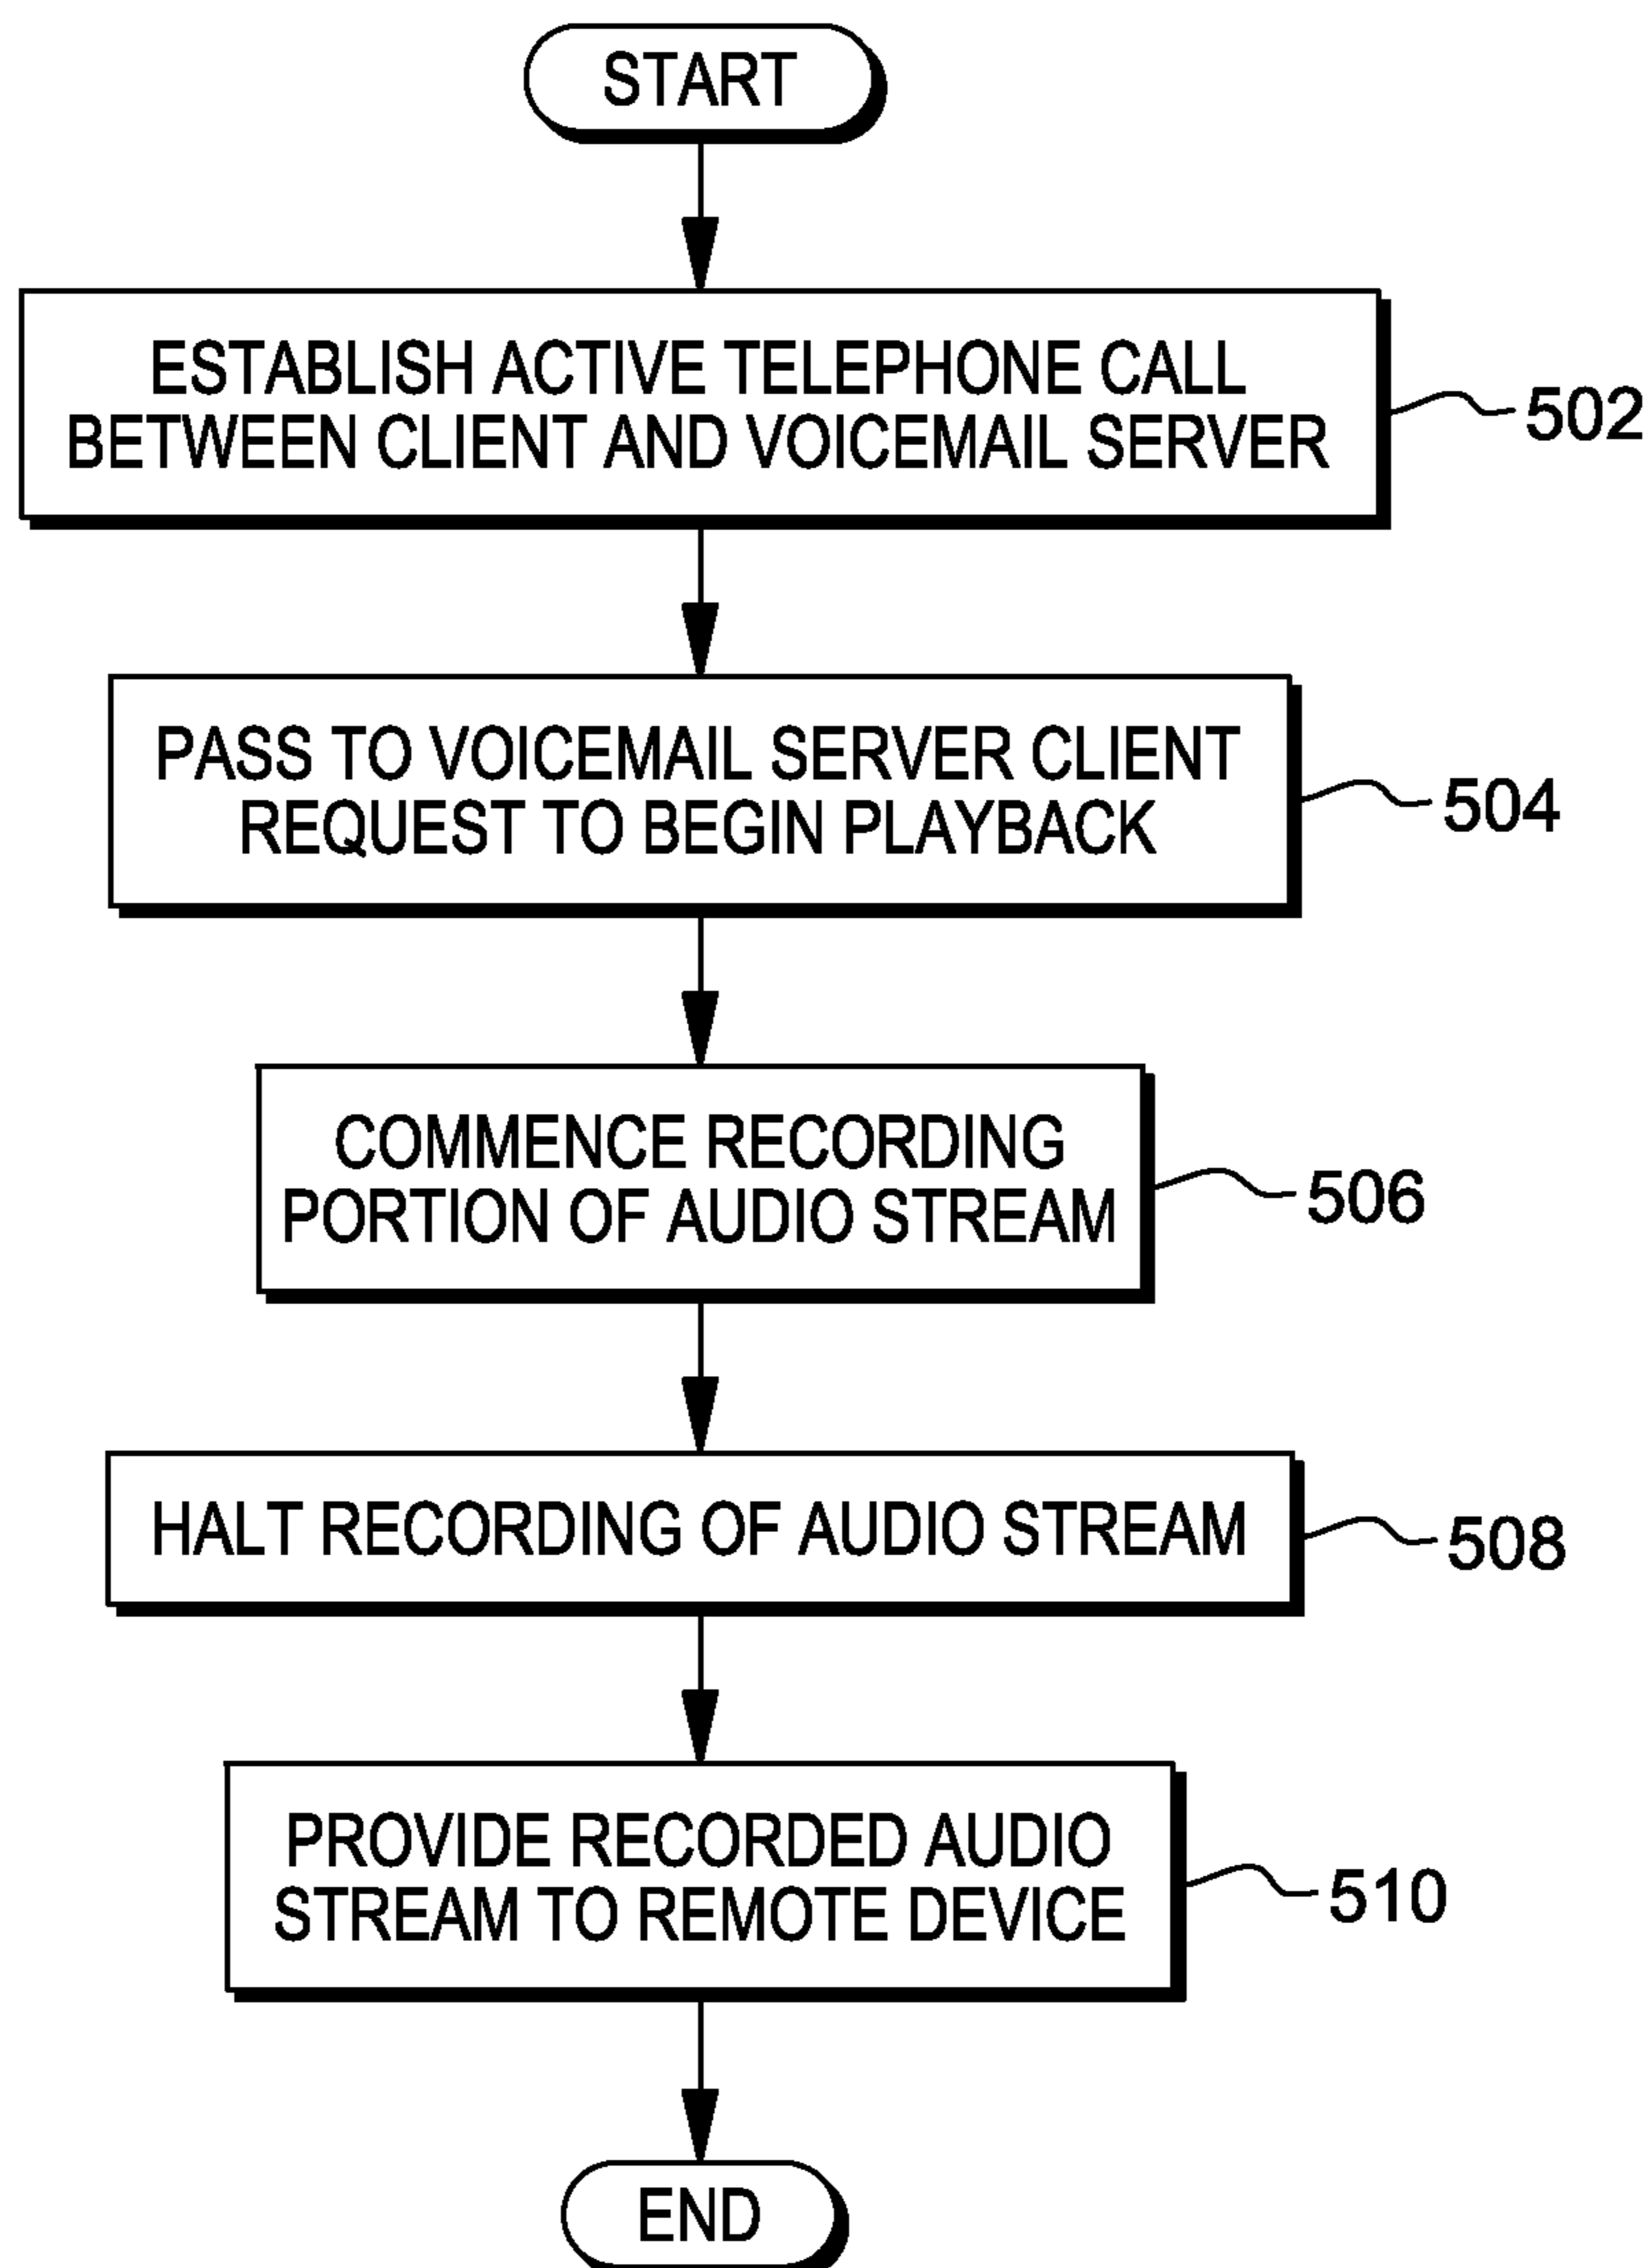 START
ESTABLISH ACTIVE TELEPHONE CALL
BETWEEN CLIENT AND VOICEMAIL SERVER
502
PASS TO VOICEMAIL SERVER CLIENT
REQUEST TO BEGIN PLAYBACK
504
COMMENCE RECORDING
PORTION OF AUDIO STREAM
506
HALT RECORDING OF AUDIO STREAM
508
PROVIDE RECORDED AUDIO
STREAM TO REMOTE DEVICE
510
END